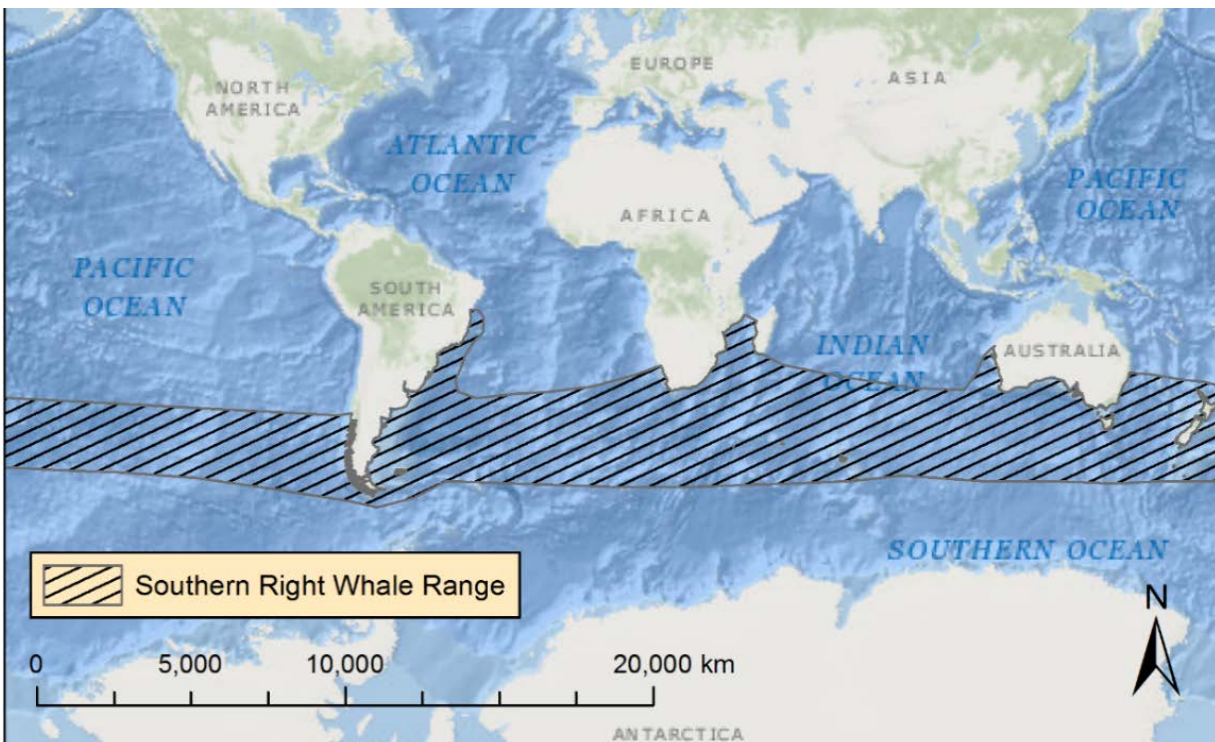 NORTH
AMERICA
EUROPE
ASIA
ATLANTIC
OCEAN
PACIFIC
OCEAN
AFRICA
PACIFIC
OCEAN
SOUTH
AMERICA
INDIAN
OCEAN
AUSTRALIA
SOUTHERN OCEAN
Southern Right Whale Range
N
0 5,000 10,000 20,000 km
ANTARCTICA